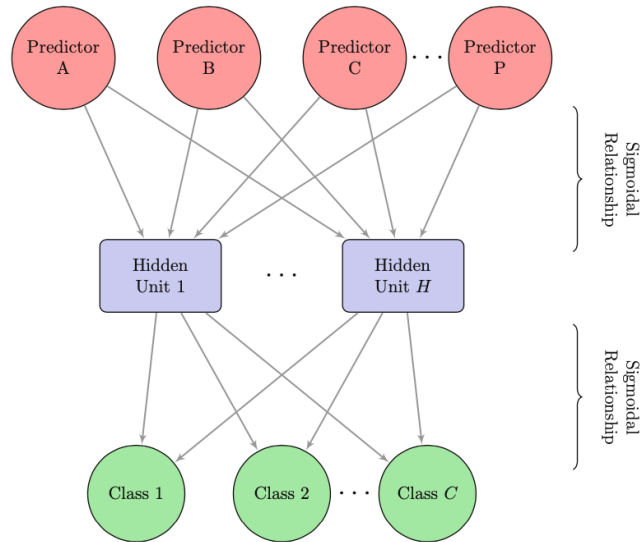 Predictor
A
Predictor
B
Predictor
C
...
Predictor
P
Sigmoidal
Relationship
Hidden
Unit 1
...
Hidden
Unit H
Sigmoidal
Relationship
Class 1
Class 2
...
Class C